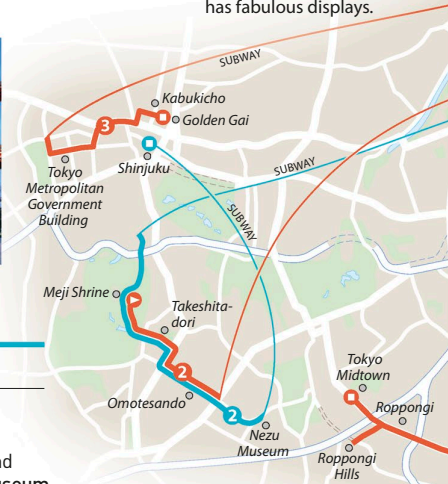 has fabulous displays.
SUBWAY
Kabukicho
3
Golden Gai
Tokyo
Metropolitan
Government
Building
Shinjuku
SUBWAY
SUBWAY
Meji Shrine
Takeshita-
dori
2
Omotesando
2
Nezu
Museum
Tokyo
Midtown
Roppongi
Roppongi
Hills